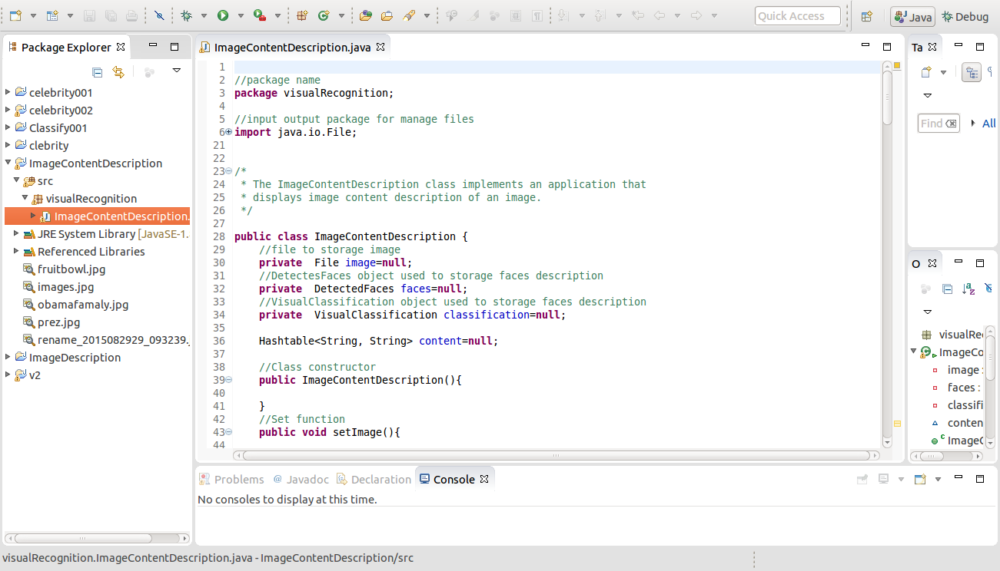 Quick Access
Java
Debug
Package Explorer
celebrity001
celebrity002
Classify001
clebrity
ImageContentDescription
src
visualRecognition
ImageContentDescription.
JRE System Library [JavaSE-1.
Referenced Libraries
fruitbowl.jpg
images.jpg
obamafamaly.jpg
prez.jpg
rename_2015082929_093239.
ImageDescription
v2
ImageContentDescription.java
1
2 //package name
3 package visualRecognition;
4
5 //input output package for manage files
6 import java.io.File;
21
22
23 /*
24 * The ImageContentDescription class implements an application that
25 * displays image content description of an image.
26 */
27
28 public class ImageContentDescription {
29 //file to storage image
30 private File image=null;
31 //DetectesFaces object used to storage faces description
32 private DetectedFaces faces=null;
33 //VisualClassification object used to storage faces description
34 private VisualClassification classification=null;
35
36 Hashtable<String, String> content=null;
37
38 //Class constructor
39 public ImageContentDescription(){
40
41 }
42 //Set function
43 public void setImage(){
44
Ta
Find
All
O
visualRe
ImageCo
image :
faces :
classifi
conten
ImageC
Problems
Javadoc
Declaration
Console
No consoles to display at this time.
visualRecognition.ImageContentDescription.java - ImageContentDescription/src